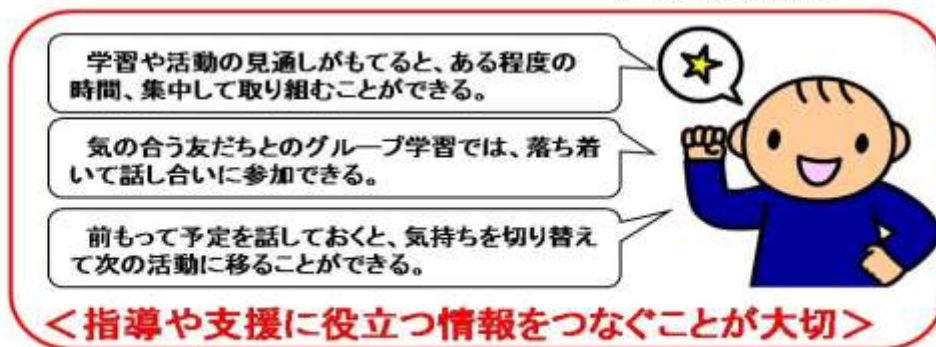 学習や活動の見通しがもてると、ある程度の
時間、集中して取り組むことができる。
気の合う友だちとのグループ学習では、落ち着
いて話し合いに参加できる。
前もって予定を話しておくと、気持ちを切り替え
て次の活動に移ることができる。
＜指導や支援に役立つ情報をつなぐことが大切＞